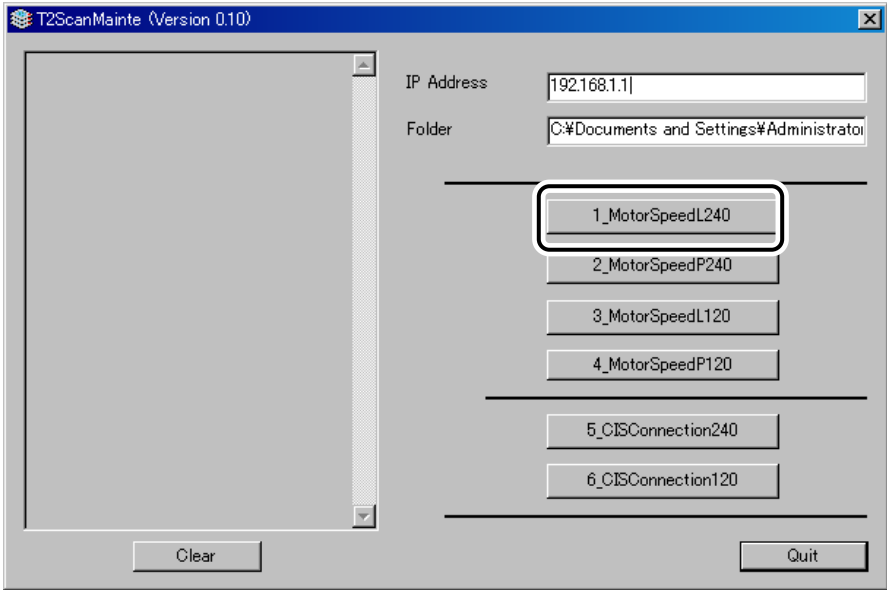 T2ScanMainte (Version 0.10)
IP Address
192.168.1.1
Folder
C:¥Documents and Settings¥Administrator
1_MotorSpeedL240
2_MotorSpeedP240
3_MotorSpeedL120
4_MotorSpeedP120
5_CISConnection240
6_CISConnection120
Clear
Quit